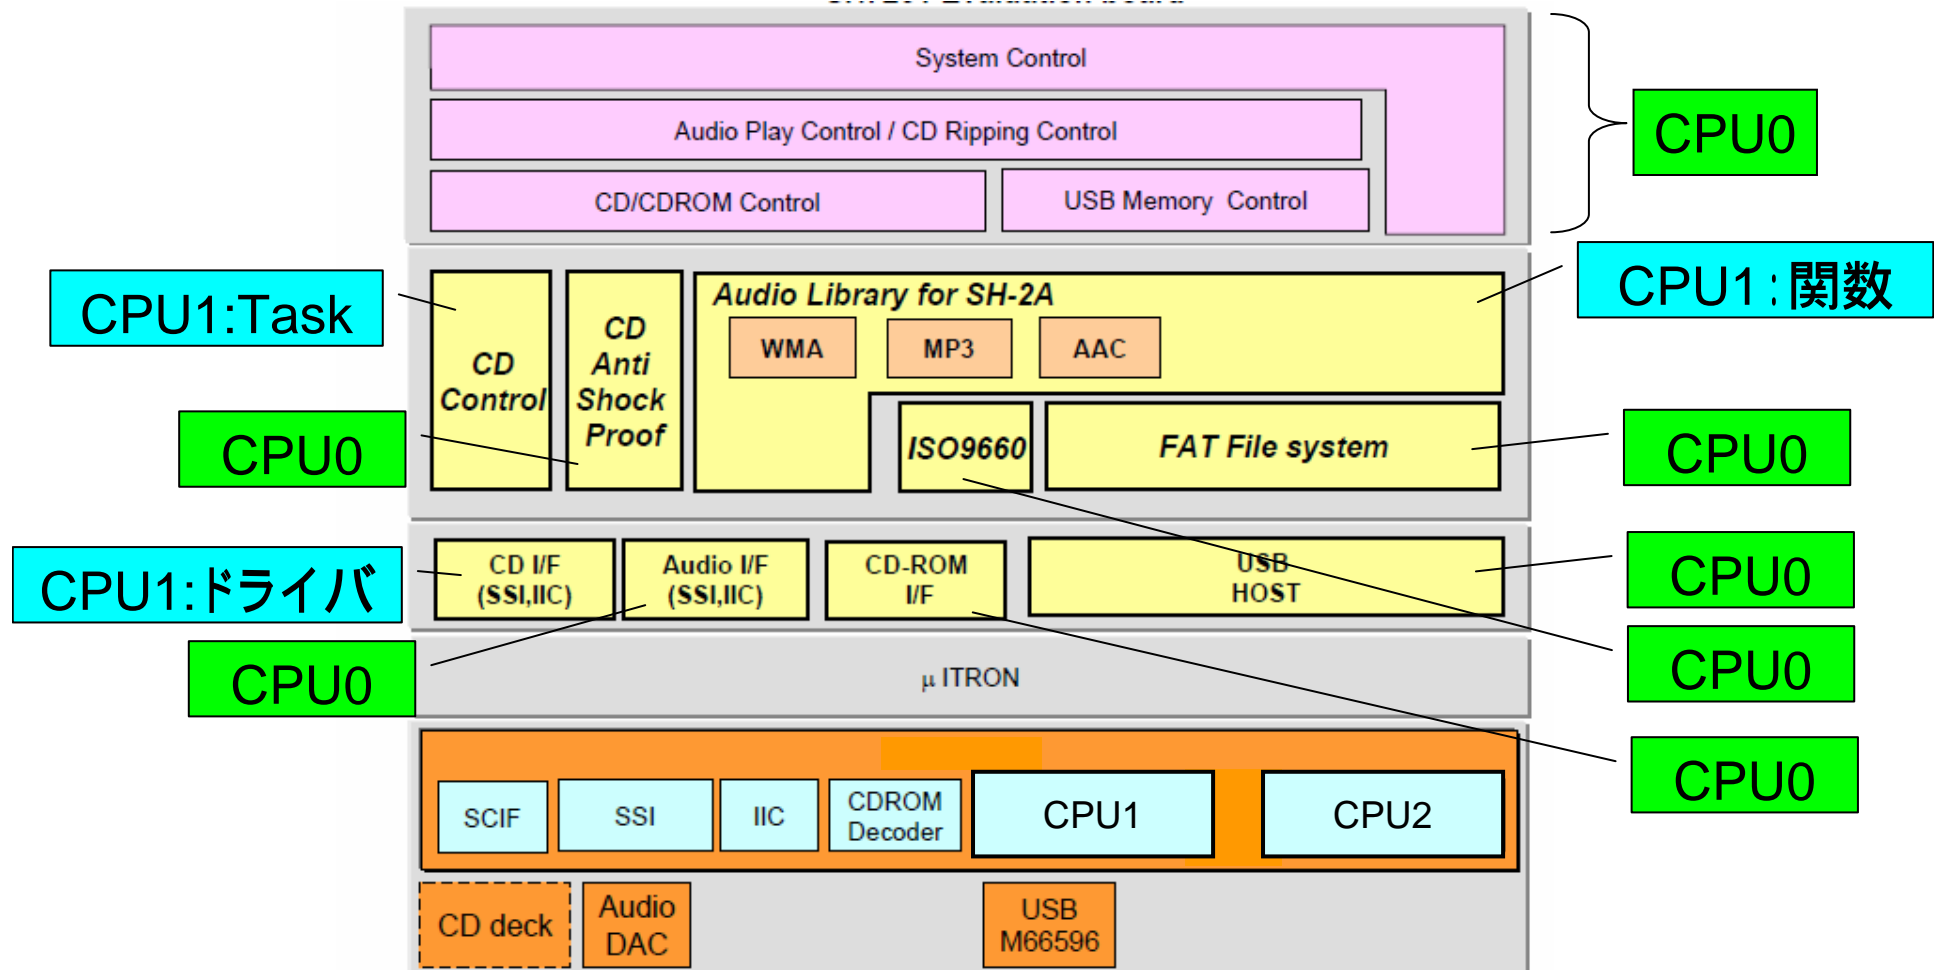 System Control
CPU0
Audio Play Control / CD Ripping Control
CD/CDROM Control
USB Memory Control
CPU1:Task
CPU1:関数
Audio Library for SH-2A
WMA
MP3
AAC
CD
Control
CD
Anti
Shock
Proof
CPU0
ISO9660
FAT File system
CPU0
CPU1:ドライバ
CD I/F
(SSI,IIC)
Audio I/F
(SSI,IIC)
CD-ROM
I/F
USB
HOST
CPU0
CPU0
μ ITRON
CPU0
CPU0
SCIF
SSI
IIC
CDROM
Decoder
CPU1
CPU2
CD deck
Audio
DAC
USB
M66596